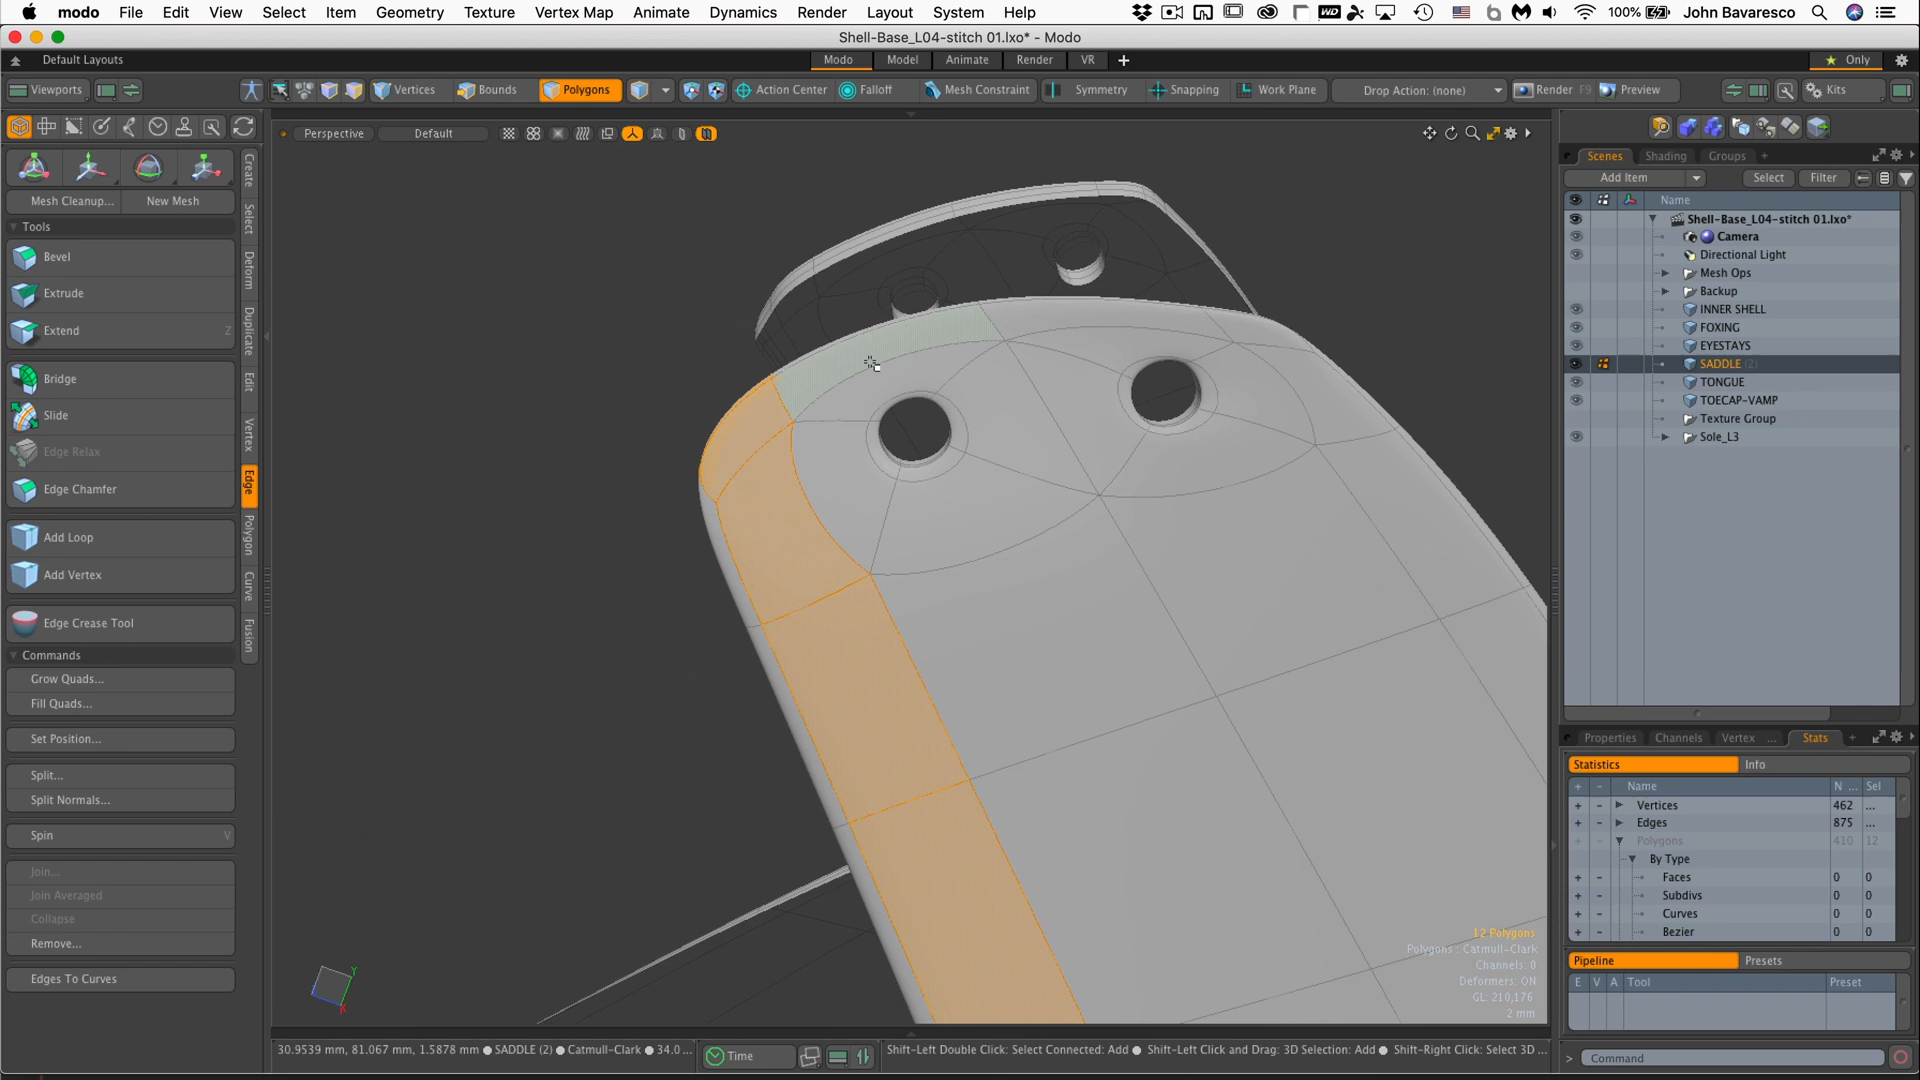 modo File Edit View Select Item Geometry Texture Vertex Map Animate Dynamics Render Layout System Help WD 100% John Bavaresco
Shell-Base_L04-stitch 01.lxo* - Modo
Default Layouts Modo Model Animate Render VR + Only
Viewports Vertices Bounds Polygons Action Center Falloff Mesh Constraint Symmetry Snapping Work Plane Drop Action: (none) Render F9 Preview Kits
Perspective Default
Scenes Shading Groups +
Add Item Select Filter
Name
Shell-Base_L04-stitch 01.lxo*
Camera
Directional Light
Mesh Ops
Backup
INNER SHELL
FOXING
EYESTAYS
SADDLE (2)
TONGUE
TOECAP-VAMP
Texture Group
Sole_L3
Mesh Cleanup... New Mesh
Tools
Bevel
Extrude
Extend Z
Bridge
Slide
Edge Relax
Edge Chamfer
Add Loop
Add Vertex
Edge Crease Tool
Commands
Grow Quads...
Fill Quads...
Set Position...
Split...
Split Normals...
Spin V
Join...
Join Averaged
Collapse
Remove...
Edges To Curves
Create
Select
Deform
Duplicate
Edit
Vertex
Edge
Polygon
Curve
Fusion
Y
X
12 Polygons
Polygons : Catmull-Clark
Channels: 0
Deformers: ON
GL: 210,176
2 mm
Properties Channels Vertex ... Stats +
Statistics Info
+ - Name N ... Sel
+ - Vertices 462 ...
+ - Edges 875 ...
+ - Polygons 410 12
By Type
+ - Faces 0 0
+ - Subdivs 0 0
+ - Curves 0 0
+ - Bezier 0 0
Pipeline Presets
E V A Tool Preset
30.9539 mm, 81.067 mm, 1.5878 mm ● SADDLE (2) ● Catmull-Clark ● 34.0 ... Time Shift-Left Double Click: Select Connected: Add ● Shift-Left Click and Drag: 3D Selection: Add ● Shift-Right Click: Select 3D ... > Command